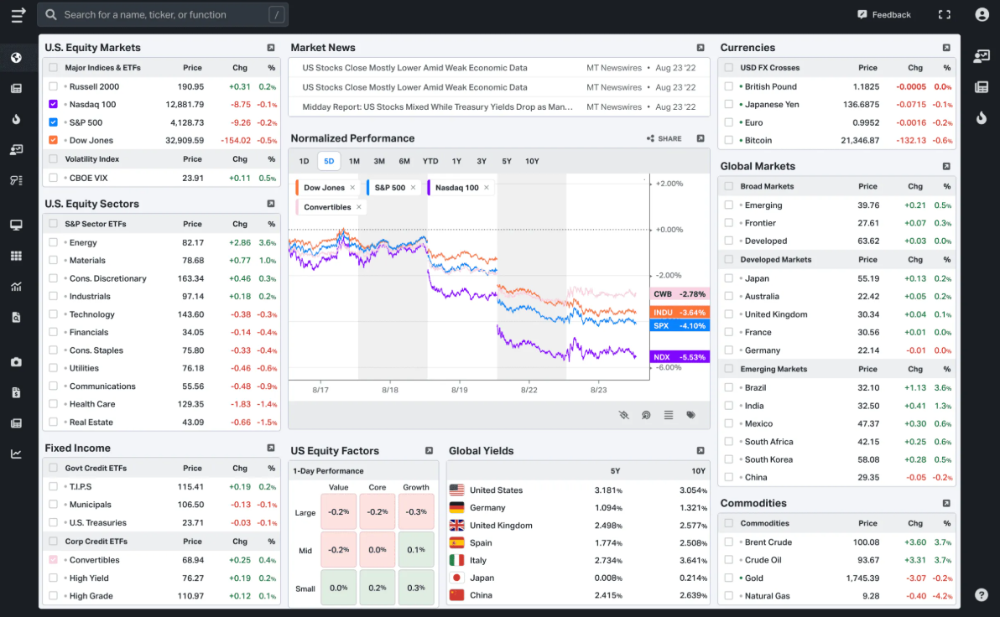 Search for a name, ticker, or function /
Feedback
U.S. Equity Markets
Major Indices & ETFs Price Chg %
Russell 2000 190.95 +0.31 0.2%
Nasdaq 100 12,881.79 -8.75 -0.1%
S&P 500 4,128.73 -9.26 -0.2%
Dow Jones 32,909.59 -154.02 -0.5%
Volatility Index Price Chg %
CBOE VIX 23.91 +0.11 0.5%
U.S. Equity Sectors
S&P Sector ETFs Price Chg %
Energy 82.17 +2.86 3.6%
Materials 78.68 +0.77 1.0%
Cons. Discretionary 163.34 +0.46 0.3%
Industrials 97.14 +0.18 0.2%
Technology 143.60 -0.38 -0.3%
Financials 34.05 -0.14 -0.4%
Cons. Staples 75.80 -0.33 -0.4%
Utilities 76.18 -0.46 -0.6%
Communications 55.56 -0.48 -0.9%
Health Care 129.35 -1.83 -1.4%
Real Estate 43.09 -0.66 -1.5%
Fixed Income
Govt Credit ETFs Price Chg %
T.I.P.S 115.41 +0.19 0.2%
Municipals 106.50 -0.13 -0.1%
U.S. Treasuries 23.71 -0.03 -0.1%
Corp Credit ETFs Price Chg %
Convertibles 68.94 +0.25 0.4%
High Yield 76.27 +0.19 0.2%
High Grade 110.97 +0.12 0.1%
Market News
US Stocks Close Mostly Lower Amid Weak Economic Data MT Newswires • Aug 23 '22
US Stocks Close Mostly Lower Amid Weak Economic Data MT Newswires • Aug 23 '22
Midday Report: US Stocks Mixed While Treasury Yields Drop as Man... MT Newswires • Aug 23 '22
Normalized Performance SHARE
1D 5D 1M 3M 6M YTD 1Y 3Y 5Y 10Y
Dow Jones × S&P 500 × Nasdaq 100 ×
Convertibles ×
+2.00%
+0.00%
-2.00%
CWB -2.78%
INDU -3.64%
SPX -4.10%
NDX -5.53%
-6.00%
8/17 8/18 8/19 8/22 8/23
US Equity Factors
1-Day Performance
Value Core Growth
Large -0.2% -0.2% -0.3%
Mid -0.2% 0.0% 0.1%
Small 0.0% 0.2% 0.3%
Global Yields
5Y 10Y
United States 3.181% 3.054%
Germany 1.094% 1.321%
United Kingdom 2.498% 2.577%
Spain 1.774% 2.508%
Italy 2.734% 3.641%
Japan 0.008% 0.214%
China 2.415% 2.639%
Currencies
USD FX Crosses Price Chg %
British Pound 1.1825 -0.0005 0.0%
Japanese Yen 136.6875 -0.0715 -0.1%
Euro 0.9952 -0.0016 -0.2%
Bitcoin 21,346.87 -132.13 -0.6%
Global Markets
Broad Markets Price Chg %
Emerging 39.76 +0.21 0.5%
Frontier 27.61 +0.07 0.3%
Developed 63.62 +0.03 0.0%
Developed Markets Price Chg %
Japan 55.19 +0.13 0.2%
Australia 22.42 +0.05 0.2%
United Kingdom 30.34 +0.04 0.1%
France 30.56 +0.01 0.0%
Germany 22.14 -0.01 0.0%
Emerging Markets Price Chg %
Brazil 32.10 +1.13 3.6%
India 32.50 +0.41 1.3%
Mexico 47.37 +0.30 0.6%
South Africa 42.15 +0.25 0.6%
South Korea 58.08 +0.28 0.5%
China 29.35 -0.05 -0.2%
Commodities
Commodities Price Chg %
Brent Crude 100.08 +3.60 3.7%
Crude Oil 93.67 +3.31 3.7%
Gold 1,745.39 -3.07 -0.2%
Natural Gas 9.28 -0.40 -4.2%